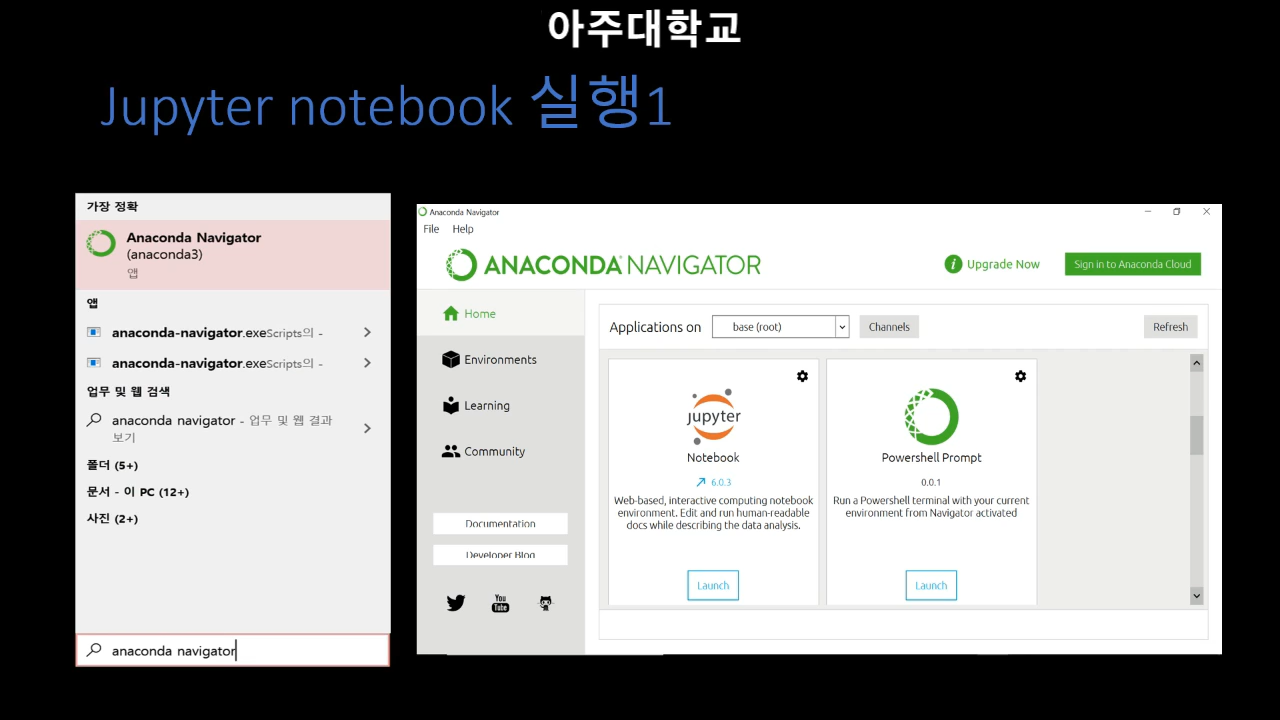 아주대학교
Jupyter notebook 실행1
가장 정확
Anaconda Navigator
(anaconda3)
앱
앱
anaconda-navigator.exeScripts의 -
anaconda-navigator.exeScripts의 -
업무 및 웹 검색
anaconda navigator - 업무 및 웹 결과
보기
폴더 (5+)
문서 - 이 PC (12+)
사진 (2+)
anaconda navigator
Anaconda Navigator
File Help
ANACONDA NAVIGATOR
Upgrade Now
Sign in to Anaconda Cloud
Home
Environments
Learning
Community
Documentation
Developer Blog
You
Tube
Applications on
base (root)
Channels
Refresh
jupyter
Notebook
6.0.3
Web-based, interactive computing notebook
environment. Edit and run human-readable
docs while describing the data analysis.
Launch
Powershell Prompt
0.0.1
Run a Powershell terminal with your current
environment from Navigator activated
Launch